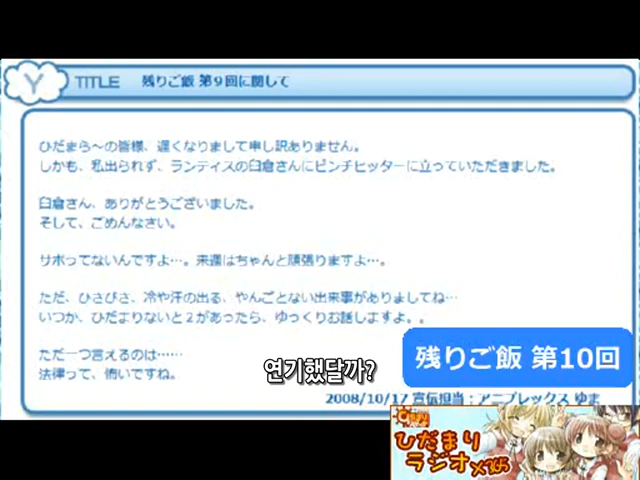 Y TITLE 残りご飯 第9回に関して
ひだまら～の皆様、遅くなりまして申し訳ありません。
しかも、私出られず、ランティスの臼倉さんにピンチヒッターに立っていただきました。
臼倉さん、ありがとうございました。
そして、ごめんなさい。
サボってないんですよ…。来週はちゃんと頑張りますよ…。
ただ、ひさびさ、冷や汗の出る、やんごとない出来事がありましてね…
いつか、ひだまりないと2があったら、ゆっくりお話しますよ。。
ただ一つ言えるのは……
法律って、怖いですね。
연기했달까?
残りご飯 第10回
2008/10/17 宣伝担当：アニプレックス ゆま
ひだまり
ラジオ×365